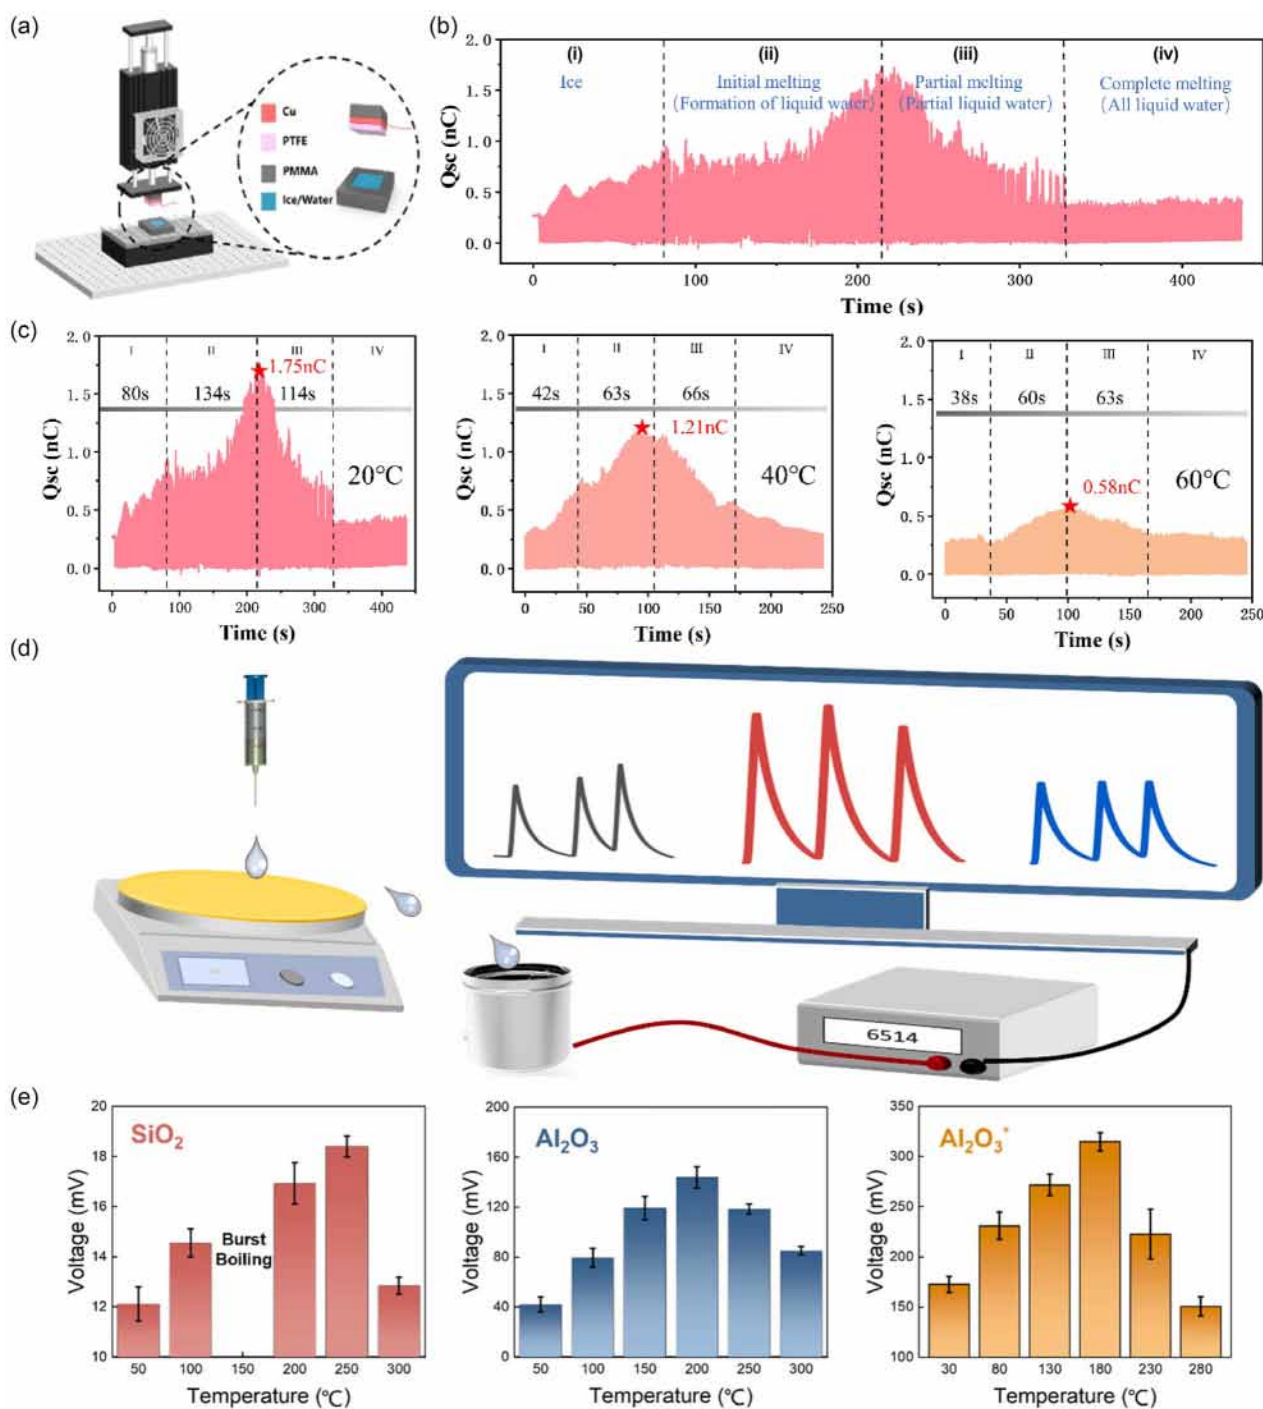 (a)
Cu
PTFE
PMMA
Ice/Water
(b)
(i)
(ii)
(iii)
(iv)
Ice
Initial melting
(Formation of liquid water)
Partial melting
(Partial liquid water)
Complete melting
(All liquid water)
Qsc (nC)
2.0
1.5
1.0
0.5
0.0
0
100
200
300
400
Time (s)
(c)
Qsc (nC)
2.0
1.5
1.0
0.5
0.0
I
II
III
IV
1.75nC
80s
134s
114s
20℃
0
100
200
300
400
Time (s)
Qsc (nC)
2.0
1.5
1.0
0.5
0.0
I
II
III
IV
42s
63s
66s
1.21nC
40℃
0
50
100
150
200
250
Time (s)
Qsc (nC)
2.0
1.5
1.0
0.5
0.0
I
II
III
IV
38s
60s
63s
0.58nC
60℃
0
50
100
150
200
250
Time (s)
(d)
6514
(e)
Voltage (mV)
20
18
16
14
12
10
SiO₂
Burst
Boiling
50
100
150
200
250
300
Temperature (℃)
Voltage (mV)
200
160
120
80
40
0
Al₂O₃
50
100
150
200
250
300
Temperature (℃)
Voltage (mV)
350
300
250
200
150
100
Al₂O₃*
30
80
130
180
230
280
Temperature (℃)